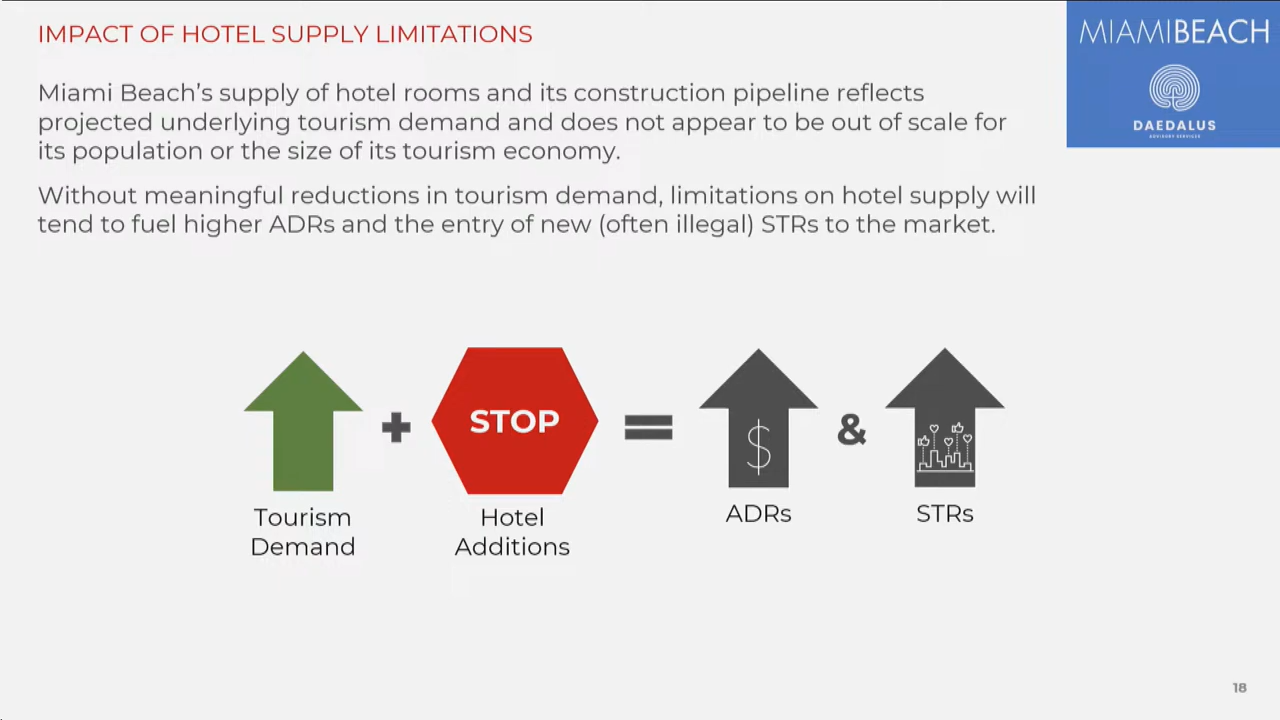 IMPACT OF HOTEL SUPPLY LIMITATIONS
MIAMIBEACH
DAEDALUS
ADVISORY SERVICES
Miami Beach’s supply of hotel rooms and its construction pipeline reflects
projected underlying tourism demand and does not appear to be out of scale for
its population or the size of its tourism economy.
Without meaningful reductions in tourism demand, limitations on hotel supply will
tend to fuel higher ADRs and the entry of new (often illegal) STRs to the market.
+
STOP
=
$
&
Tourism
Demand
Hotel
Additions
ADRs
STRs
18